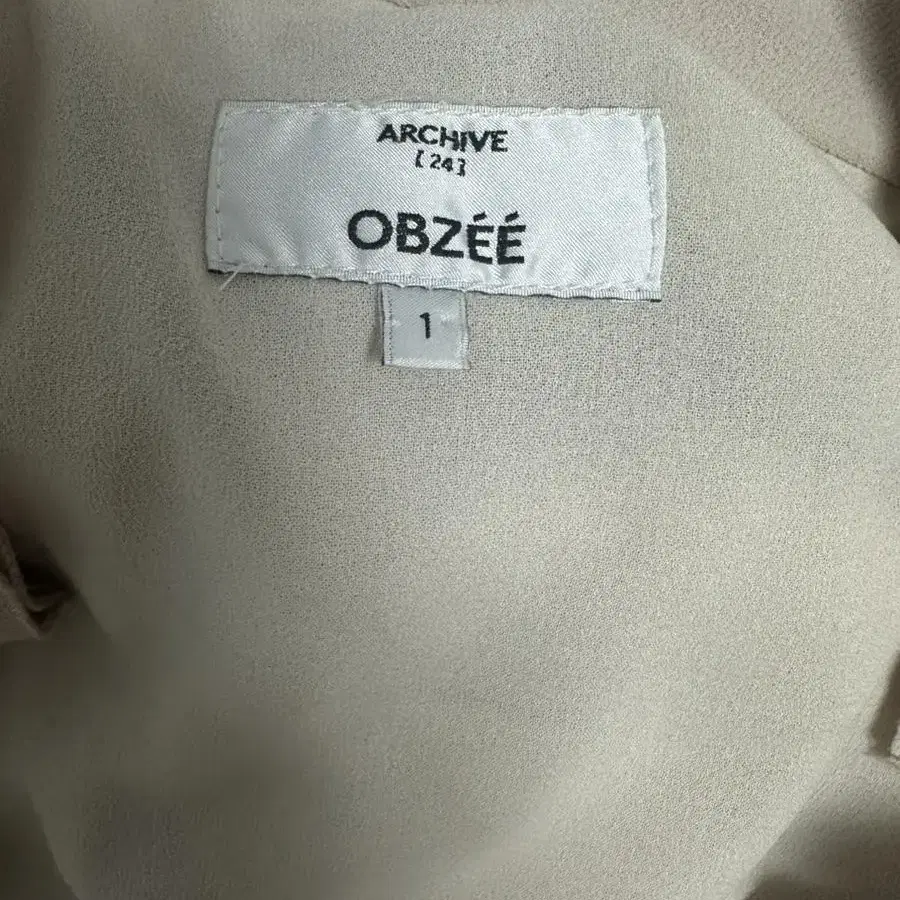 ARCHIVE
[24]
OBZÉÉ
1